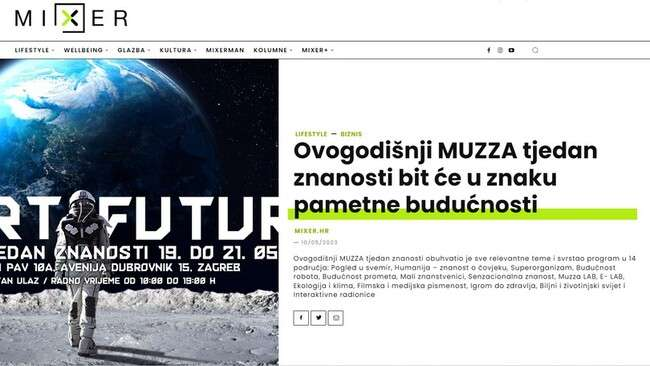 MIXER
LIFESTYLE WELLBEING GLAZBA KULTURA MIXERMAN KOLUMNE MIXER+
LIFESTYLE — BIZNIS
Ovogodišnji MUZZA tjedan
znanosti bit će u znaku
pametne budućnosti
MIXER.HR
— 10/05/2023
Ovogodišnji MUZZA tjedan znanosti obuhvatio je sve relevantne teme i svrstao program u 14
područja: Pogled u svemir, Humanija – znanost o čovjeku, Superorganizam, Budućnost
robota, Budućnost prometa, Mali znanstvenici, Senzacionalna znanost, Muzza LAB, E- LAB,
Ekologija i klima, Filmska i medijska pismenost, Igrom do zdravlja, Biljni i životinjski svijet i
Interaktivne radionice
RT FUTUR
JEDAN ZNANOSTI 19. DO 21. 05
PAV 10A, AVENIJA DUBROVNIK 15, ZAGREB
TAN ULAZ / RADNO VRIJEME OD 10:00 DO 19:00 H